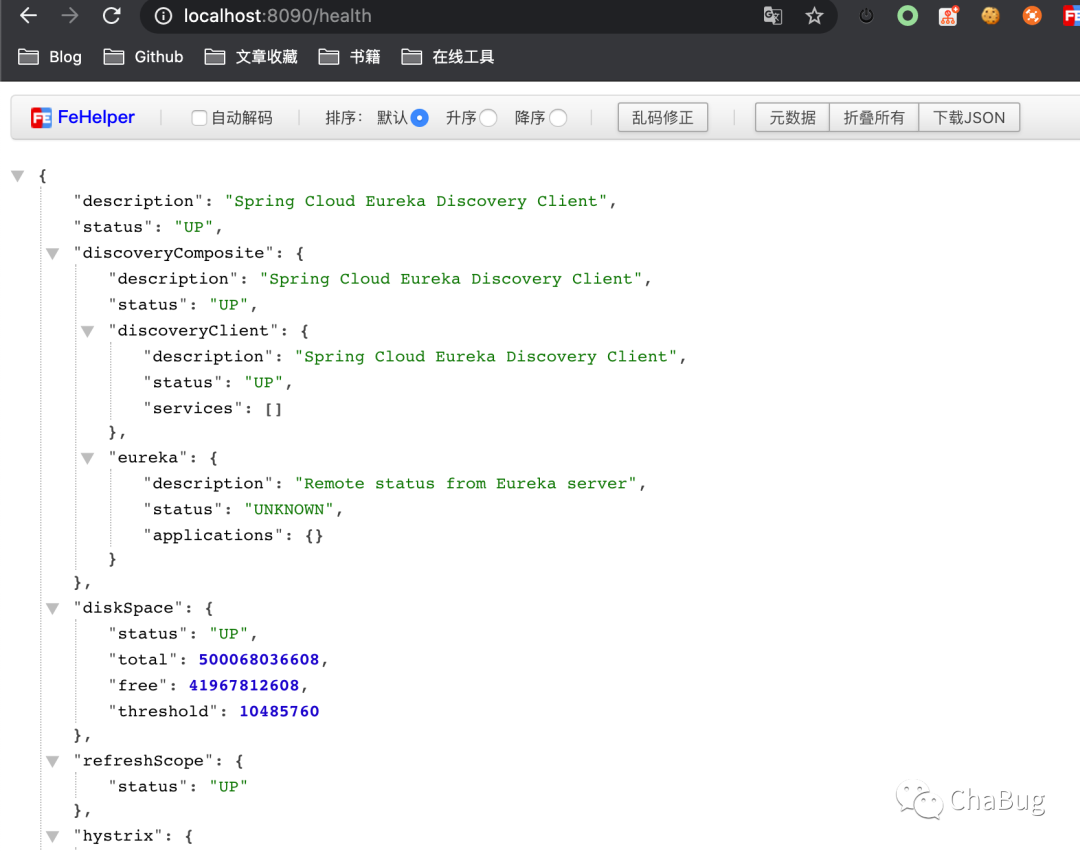 localhost:8090/health
Blog Github 文章收藏 书籍 在线工具
FE FeHelper 自动解码 排序: 默认 升序 降序 乱码修正 元数据 折叠所有 下载JSON
{
"description": "Spring Cloud Eureka Discovery Client",
"status": "UP",
"discoveryComposite": {
"description": "Spring Cloud Eureka Discovery Client",
"status": "UP",
"discoveryClient": {
"description": "Spring Cloud Eureka Discovery Client",
"status": "UP",
"services": []
},
"eureka": {
"description": "Remote status from Eureka server",
"status": "UNKNOWN",
"applications": {}
}
},
"diskSpace": {
"status": "UP",
"total": 500068036608,
"free": 41967812608,
"threshold": 10485760
},
"refreshScope": {
"status": "UP"
},
"hystrix": {
ChaBug